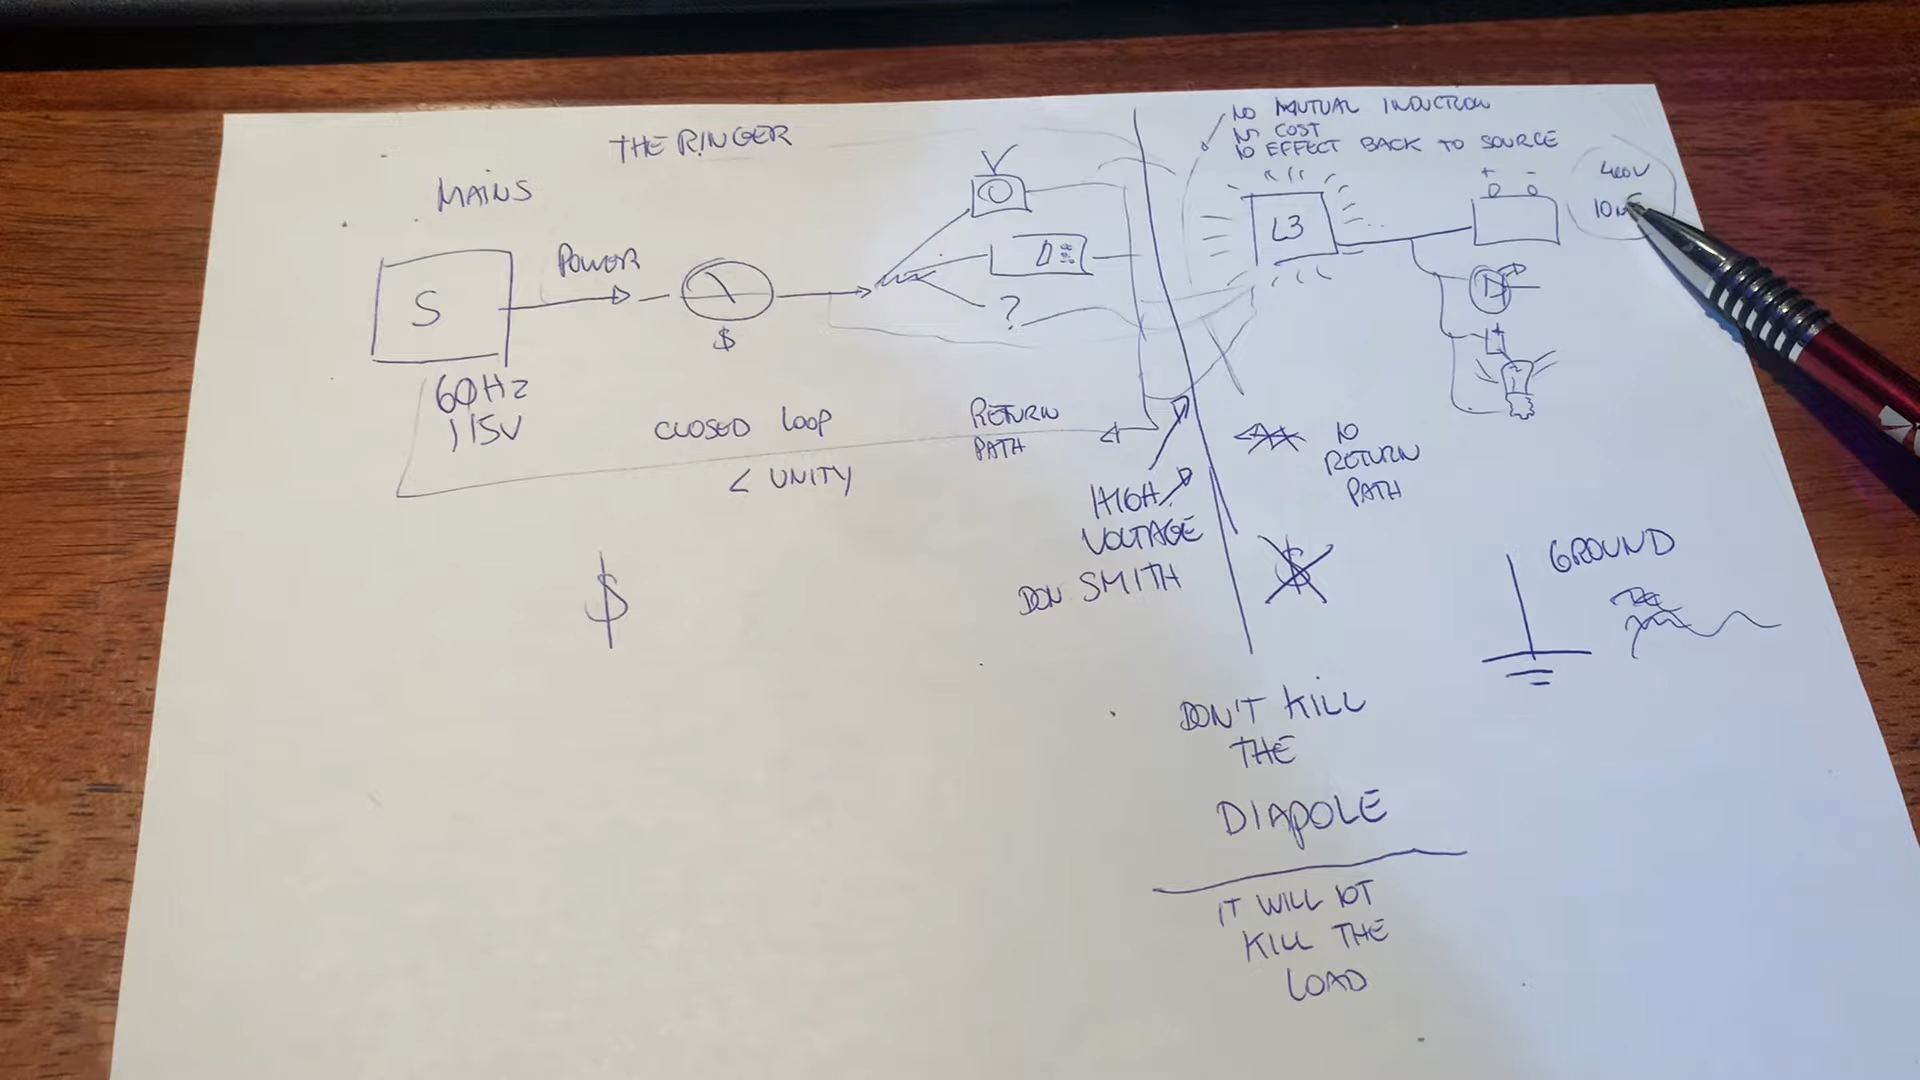 THE RINGER
MAINS
S
60Hz
115V
POWER
$
V
?
CLOSED LOOP
< UNITY
RETURN
PATH
$
HIGH
VOLTAGE
DON SMITH
NO MUTUAL INDUCTION
NO COST
NO EFFECT BACK TO SOURCE
L3
+ -
400V
NO
RETURN
PATH
$
GROUND
DON'T KILL
THE
DIAPOLE
IT WILL NOT
KILL THE
LOAD